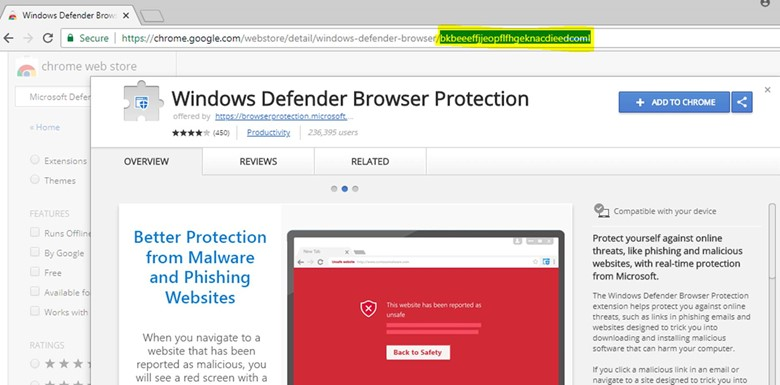 Windows Defender Brows
Secure | https://chrome.google.com/webstore/detail/windows-defender-browser/bkbeeeffjjeopflfhgeknacdieedcoml
chrome web store
Microsoft Defender
« Home
Extensions
Themes
FEATURES
Runs Offline
By Google
Free
Available for
Works with
RATINGS
Windows Defender Browser Protection
offered by https://browserprotection.microsoft....
(450) Productivity 236,395 users
+ ADD TO CHROME
OVERVIEW REVIEWS RELATED
Better Protection
from Malware
and Phishing
Websites
When you navigate to a
website that has been
reported as malicious, you
will see a red screen with a
New Tab
This website has been reported as
unsafe
Back to Safety
Compatible with your device
Protect yourself against online
threats, like phishing and malicious
websites, with real-time protection
from Microsoft.
The Windows Defender Browser Protection
extension helps protect you against online
threats, such as links in phishing emails and
websites designed to trick you into
downloading and installing malicious
software that can harm your computer.
If you click a malicious link in an email or
navigate to a site designed to trick you into